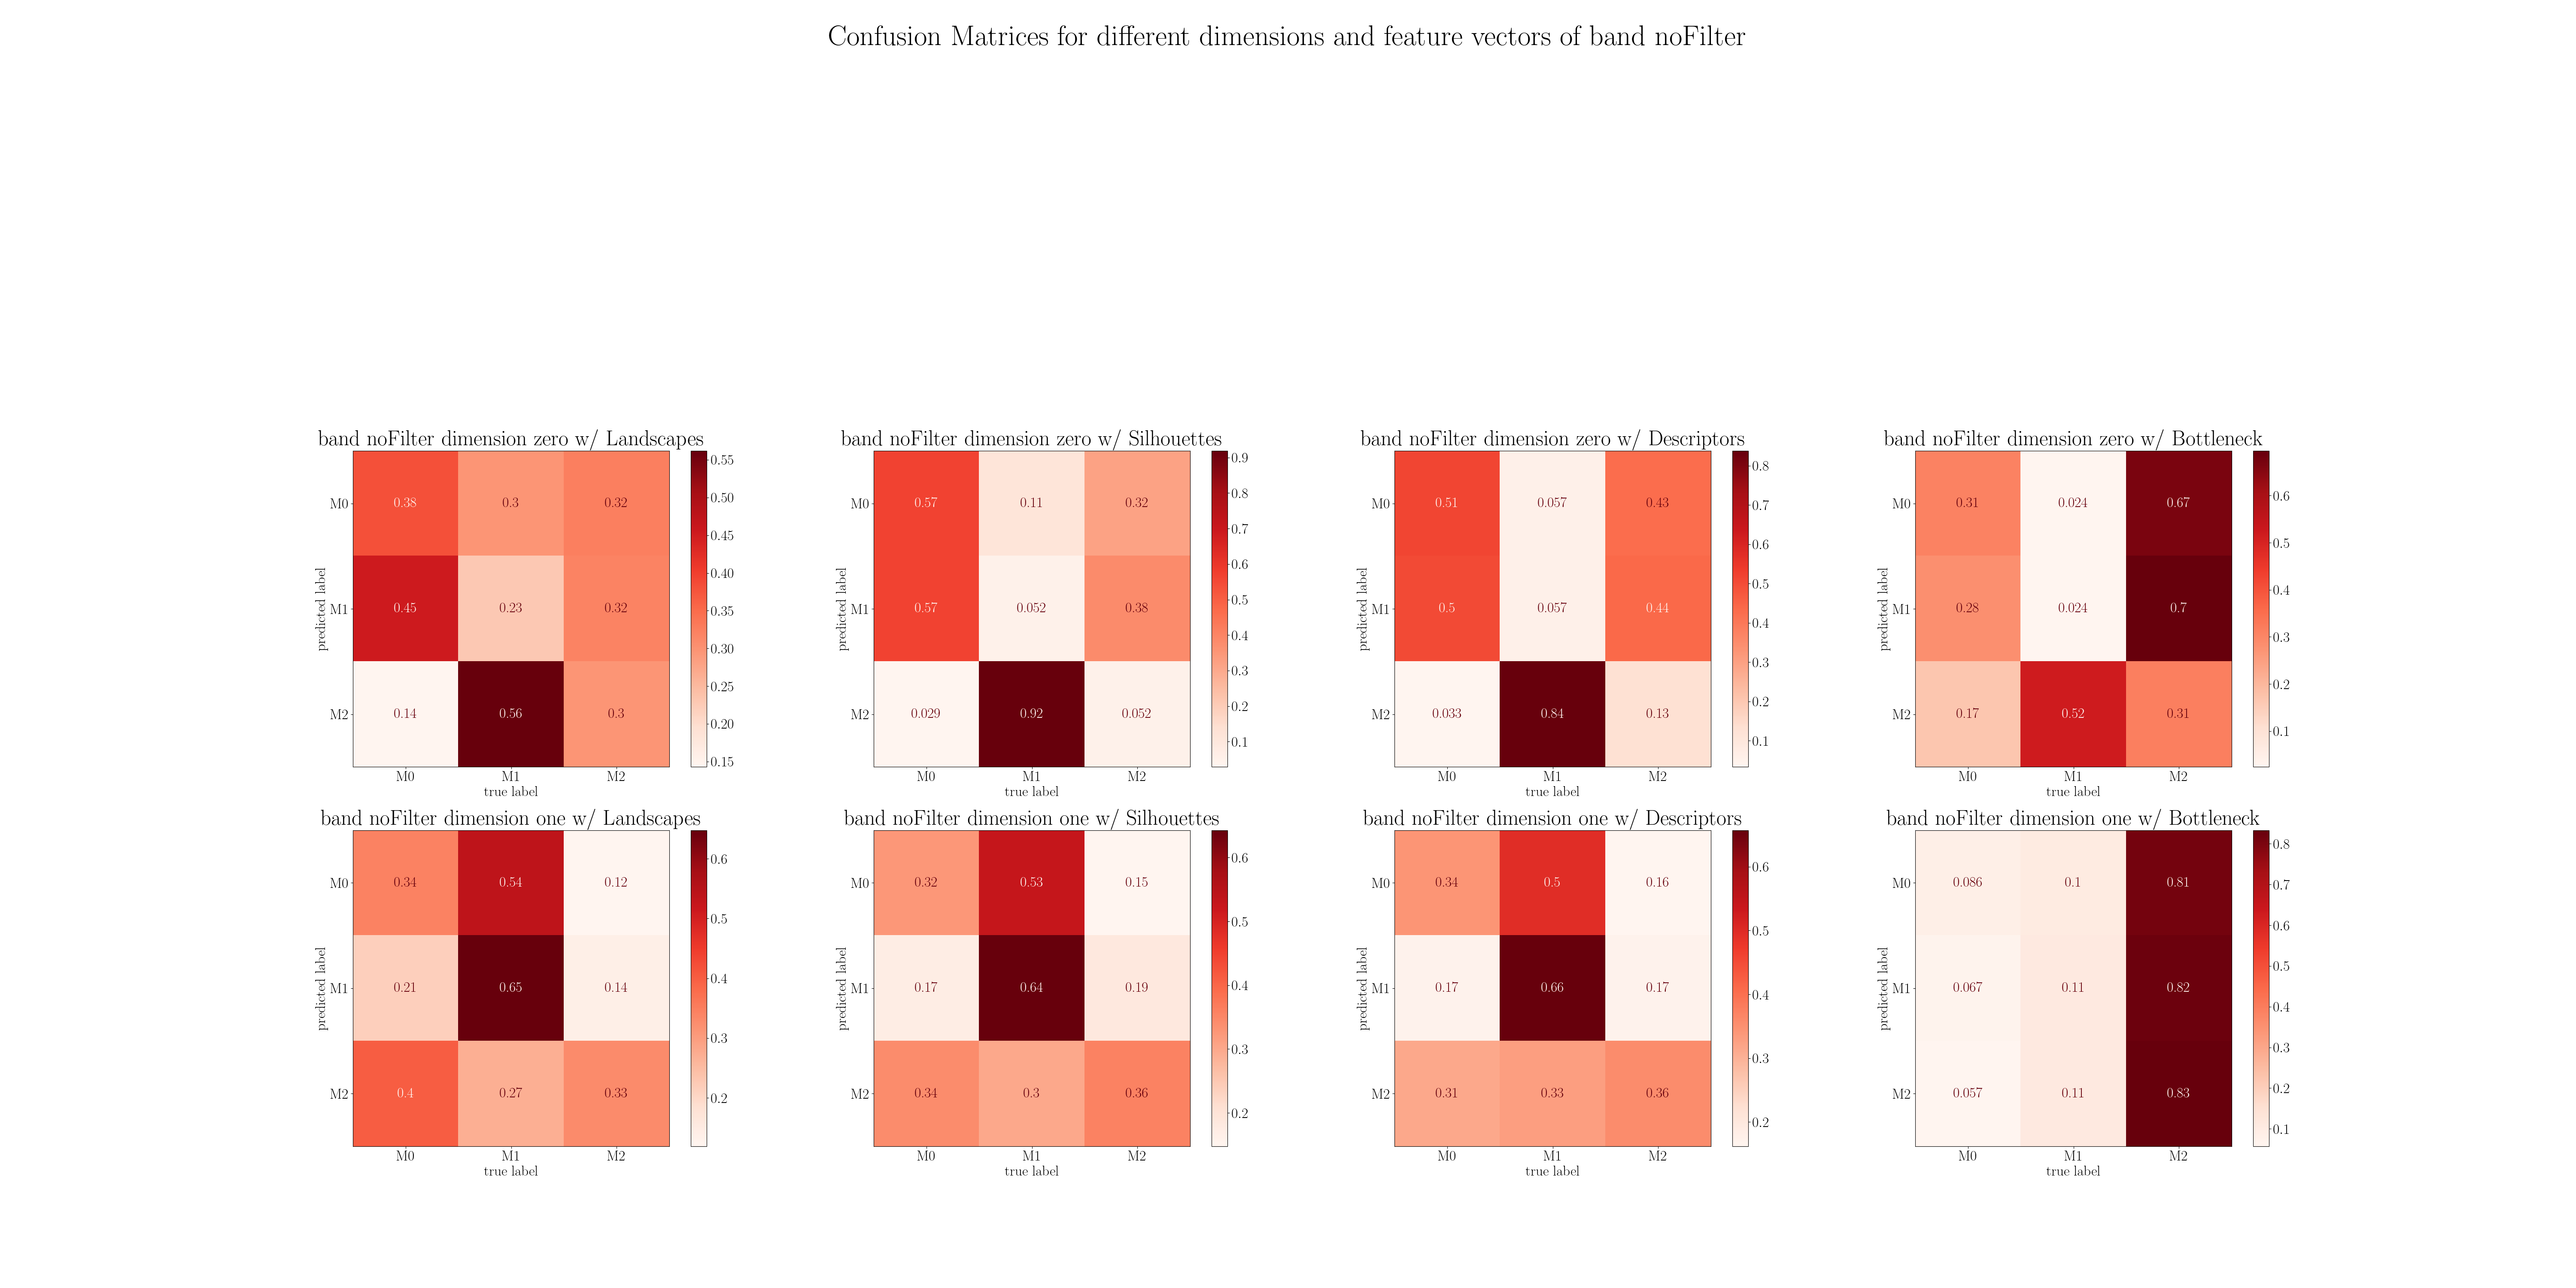 Confusion Matrices for different dimensions and feature vectors of band noFilter
band noFilter dimension zero w/ Landscapes
M0 0.38 0.3 0.32
M1 0.45 0.23 0.32
M2 0.14 0.56 0.3
M0 M1 M2
true label
predicted label
0.55
0.50
0.45
0.40
0.35
0.30
0.25
0.20
0.15
band noFilter dimension zero w/ Silhouettes
M0 0.57 0.11 0.32
M1 0.57 0.052 0.38
M2 0.029 0.92 0.052
M0 M1 M2
true label
predicted label
0.9
0.8
0.7
0.6
0.5
0.4
0.3
0.2
0.1
band noFilter dimension zero w/ Descriptors
M0 0.51 0.057 0.43
M1 0.5 0.057 0.44
M2 0.033 0.84 0.13
M0 M1 M2
true label
predicted label
0.8
0.7
0.6
0.5
0.4
0.3
0.2
0.1
band noFilter dimension zero w/ Bottleneck
M0 0.31 0.024 0.67
M1 0.28 0.024 0.7
M2 0.17 0.52 0.31
M0 M1 M2
true label
predicted label
0.6
0.5
0.4
0.3
0.2
0.1
band noFilter dimension one w/ Landscapes
M0 0.34 0.54 0.12
M1 0.21 0.65 0.14
M2 0.4 0.27 0.33
M0 M1 M2
true label
predicted label
0.6
0.5
0.4
0.3
0.2
band noFilter dimension one w/ Silhouettes
M0 0.32 0.53 0.15
M1 0.17 0.64 0.19
M2 0.34 0.3 0.36
M0 M1 M2
true label
predicted label
0.6
0.5
0.4
0.3
0.2
band noFilter dimension one w/ Descriptors
M0 0.34 0.5 0.16
M1 0.17 0.66 0.17
M2 0.31 0.33 0.36
M0 M1 M2
true label
predicted label
0.6
0.5
0.4
0.3
0.2
band noFilter dimension one w/ Bottleneck
M0 0.086 0.1 0.81
M1 0.067 0.11 0.82
M2 0.057 0.11 0.83
M0 M1 M2
true label
predicted label
0.8
0.7
0.6
0.5
0.4
0.3
0.2
0.1